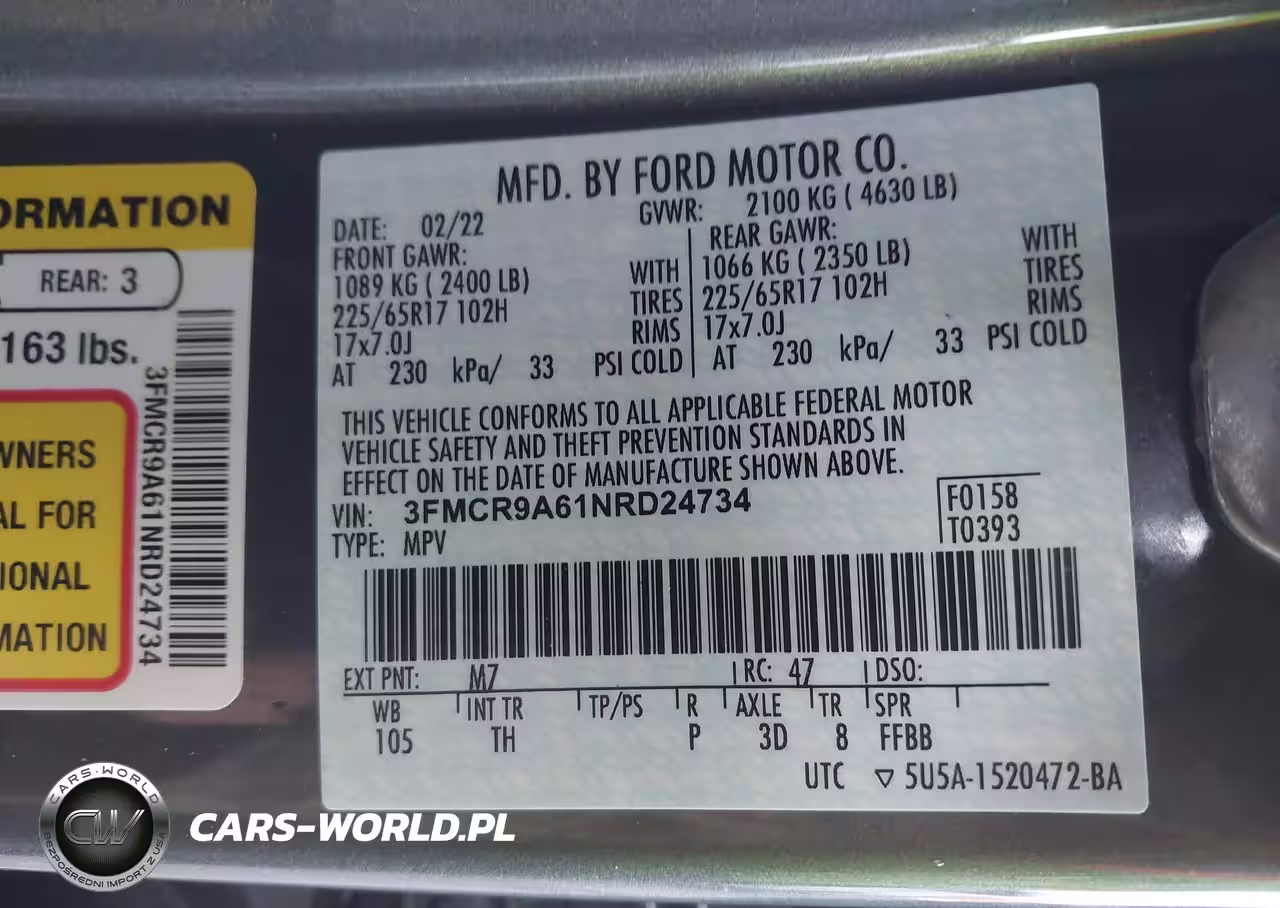 ORMATION
REAR: 3
163 lbs.
WNERS
AL FOR
IONAL
MATION
3FMCR9A61NRD24734
MFD. BY FORD MOTOR CO.
DATE: 02/22 GVWR: 2100 KG ( 4630 LB)
FRONT GAWR: REAR GAWR:
1089 KG ( 2400 LB) WITH 1066 KG ( 2350 LB) WITH
225/65R17 102H TIRES 225/65R17 102H TIRES
17x7.0J RIMS 17x7.0J RIMS
AT 230 kPa/ 33 PSI COLD AT 230 kPa/ 33 PSI COLD
THIS VEHICLE CONFORMS TO ALL APPLICABLE FEDERAL MOTOR
VEHICLE SAFETY AND THEFT PREVENTION STANDARDS IN
EFFECT ON THE DATE OF MANUFACTURE SHOWN ABOVE.
VIN: 3FMCR9A61NRD24734 F0158
TYPE: MPV T0393
EXT PNT: M7 RC: 47 DSO:
WB INT TR TP/PS R AXLE TR SPR
105 TH P 3D 8 FFBB
UTC ▽ 5U5A-1520472-BA
CARS-WORLD
CW
BEZPOŚREDNI IMPORT Z USA
CARS-WORLD.PL